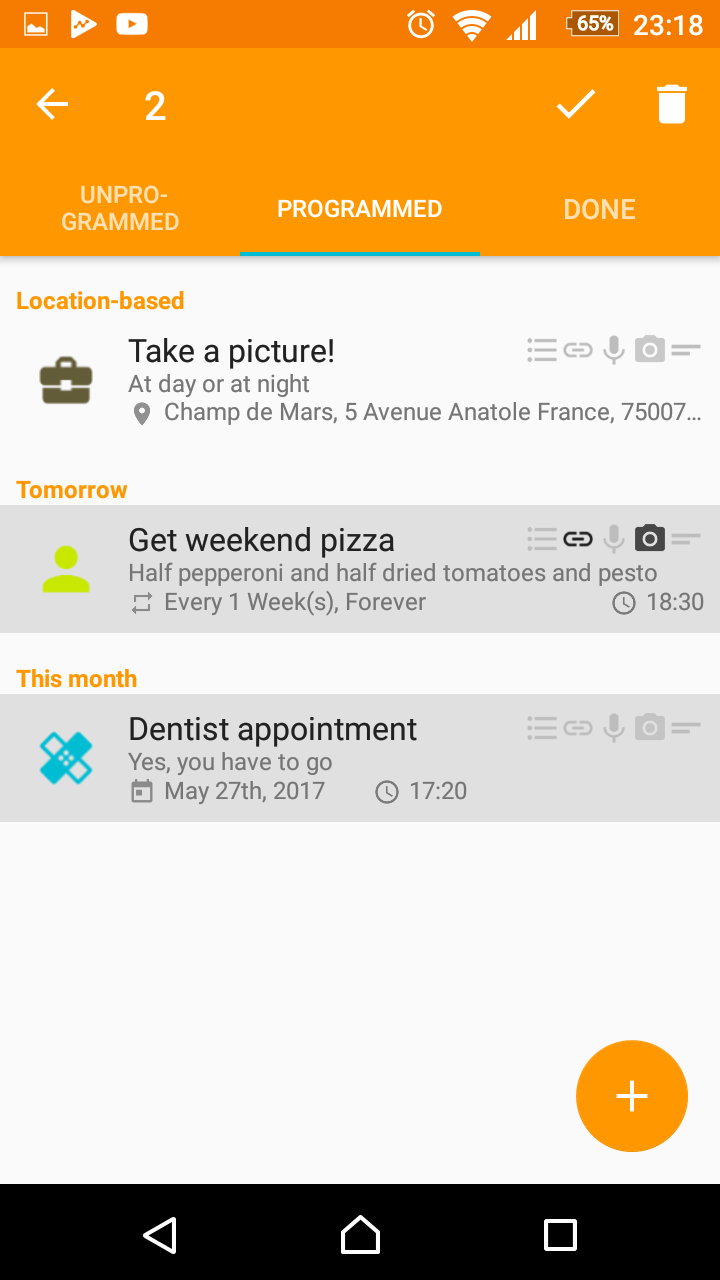 65% 23:18
2
UNPRO-
GRAMMED
PROGRAMMED
DONE
Location-based
Take a picture!
At day or at night
Champ de Mars, 5 Avenue Anatole France, 75007...
Tomorrow
Get weekend pizza
Half pepperoni and half dried tomatoes and pesto
Every 1 Week(s), Forever 18:30
This month
Dentist appointment
Yes, you have to go
May 27th, 2017 17:20